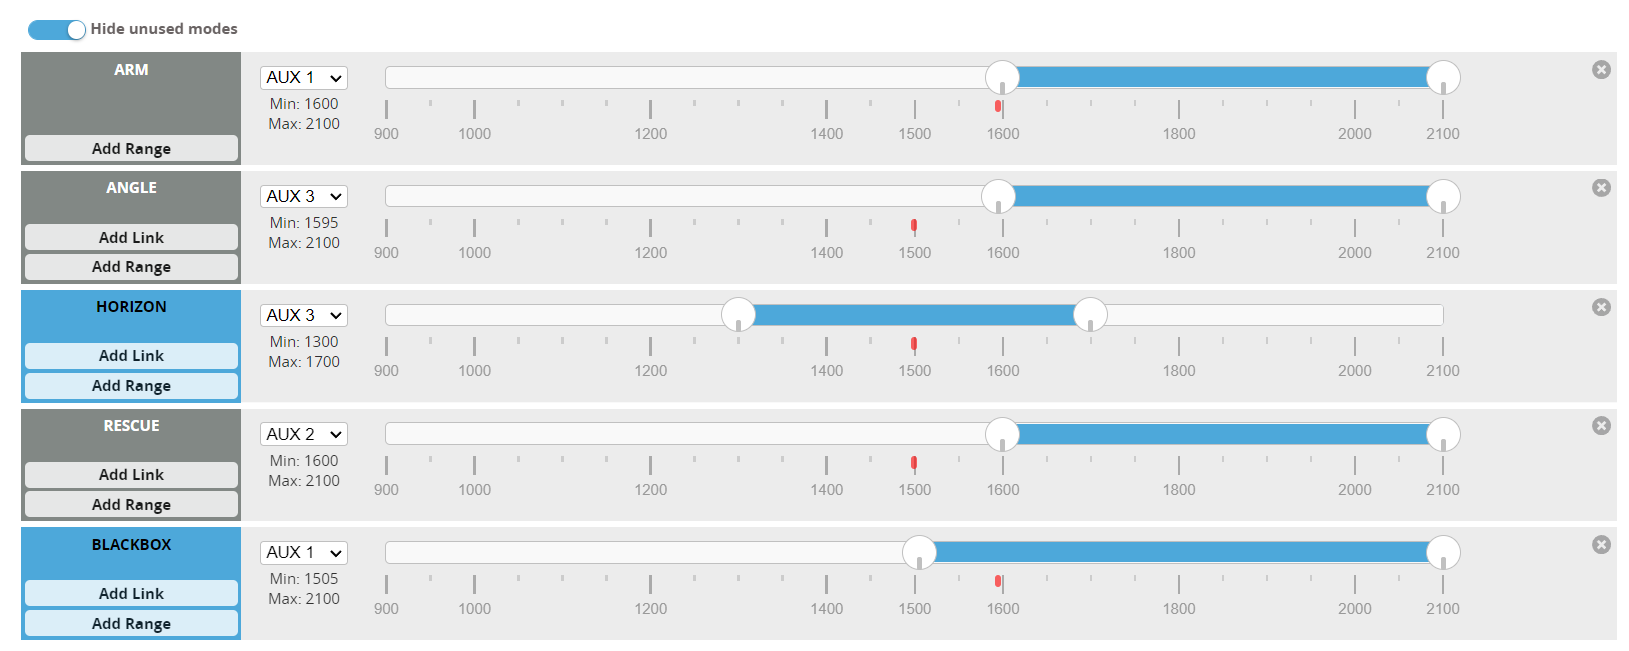 Hide unused modes
ARM
AUX 1
Min: 1600
Max: 2100
900 1000 1200 1400 1500 1600 1800 2000 2100
Add Range
ANGLE
AUX 3
Min: 1595
Max: 2100
Add Link
900 1000 1200 1400 1500 1600 1800 2000 2100
Add Range
HORIZON
AUX 3
Min: 1300
Max: 1700
Add Link
900 1000 1200 1400 1500 1600 1800 2000 2100
Add Range
RESCUE
AUX 2
Min: 1600
Max: 2100
Add Link
900 1000 1200 1400 1500 1600 1800 2000 2100
Add Range
BLACKBOX
AUX 1
Min: 1505
Max: 2100
Add Link
900 1000 1200 1400 1500 1600 1800 2000 2100
Add Range